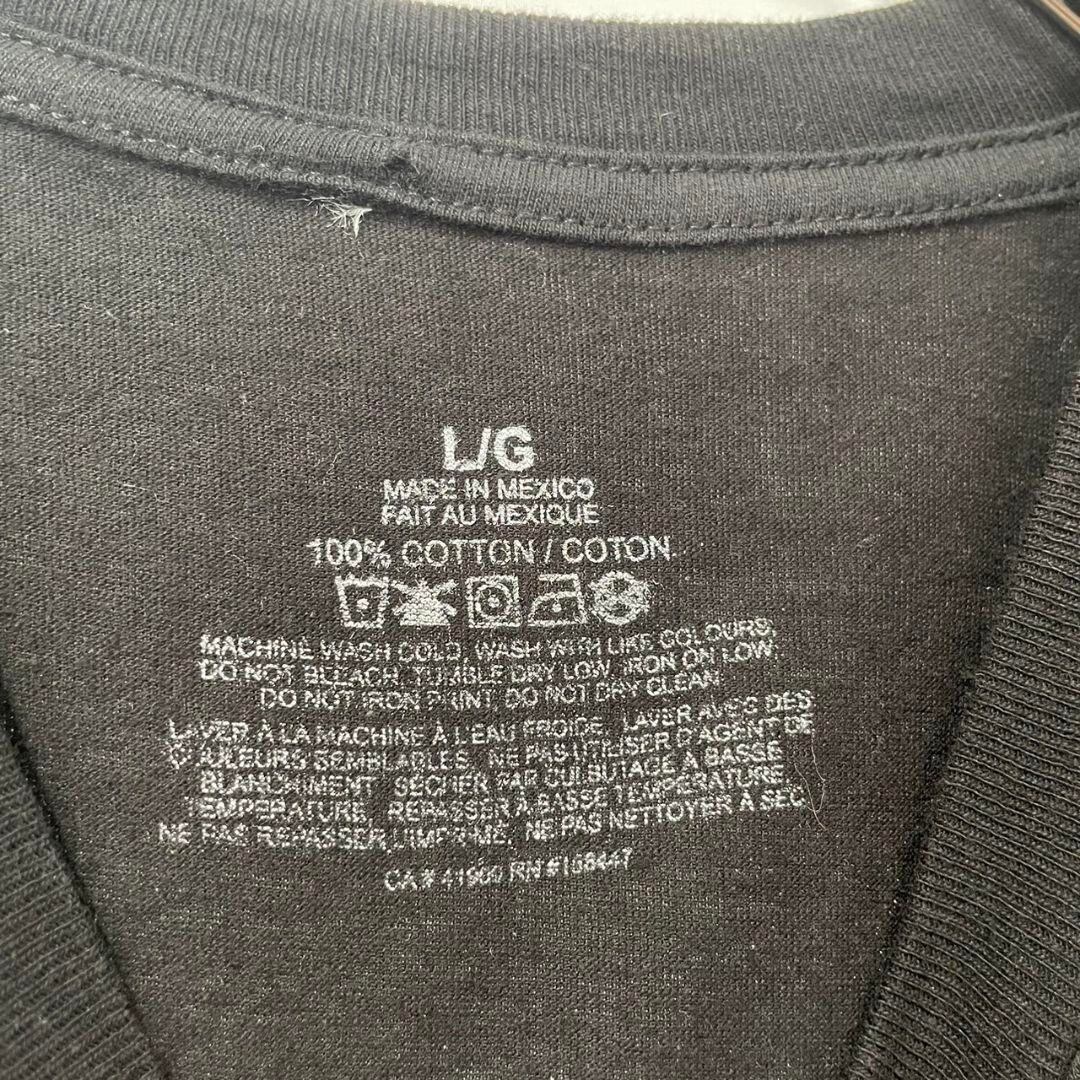 L/G
MADE IN MEXICO
FAIT AU MEXIQUE
100% COTTON / COTON
MACHINE WASH COLD, WASH WITH LIKE COLOURS,
DO NOT BLEACH, TUMBLE DRY LOW, IRON ON LOW,
DO NOT IRON PRINT, DO NOT DRY CLEAN
LAVER À LA MACHINE À L'EAU FROIDE, LAVER AVEC DES
COULEURS SEMBLABLES, NE PAS UTILISER D'AGENT DE
BLANCHIMENT, SÉCHER PAR CULBUTAGE À BASSE
TEMPÉRATURE, REPASSER À BASSE TEMPÉRATURE,
NE PAS REPASSER L'IMPRIMÉ, NE PAS NETTOYER À SEC
CA # RN #